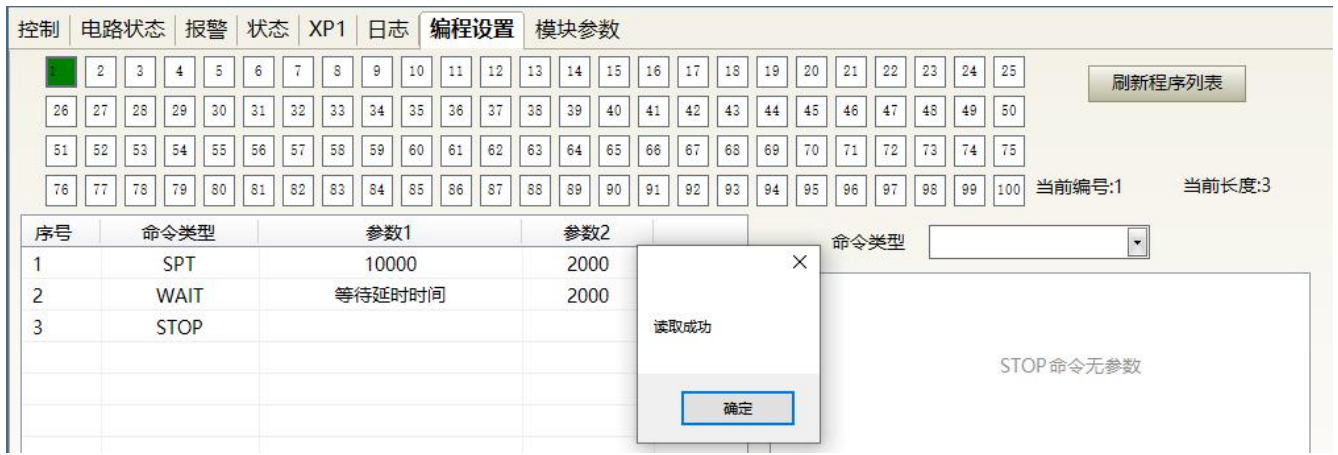 控制 电路状态 报警 状态 XP1 日志 编程设置 模块参数
1 2 3 4 5 6 7 8 9 10 11 12 13 14 15 16 17 18 19 20 21 22 23 24 25 刷新程序列表
26 27 28 29 30 31 32 33 34 35 36 37 38 39 40 41 42 43 44 45 46 47 48 49 50
51 52 53 54 55 56 57 58 59 60 61 62 63 64 65 66 67 68 69 70 71 72 73 74 75
76 77 78 79 80 81 82 83 84 85 86 87 88 89 90 91 92 93 94 95 96 97 98 99 100 当前编号:1 当前长度:3
序号 命令类型 参数1 参数2
1 SPT 10000 2000
2 WAIT 等待延时时间 2000
3 STOP
读取成功
确定
命令类型
STOP命令无参数